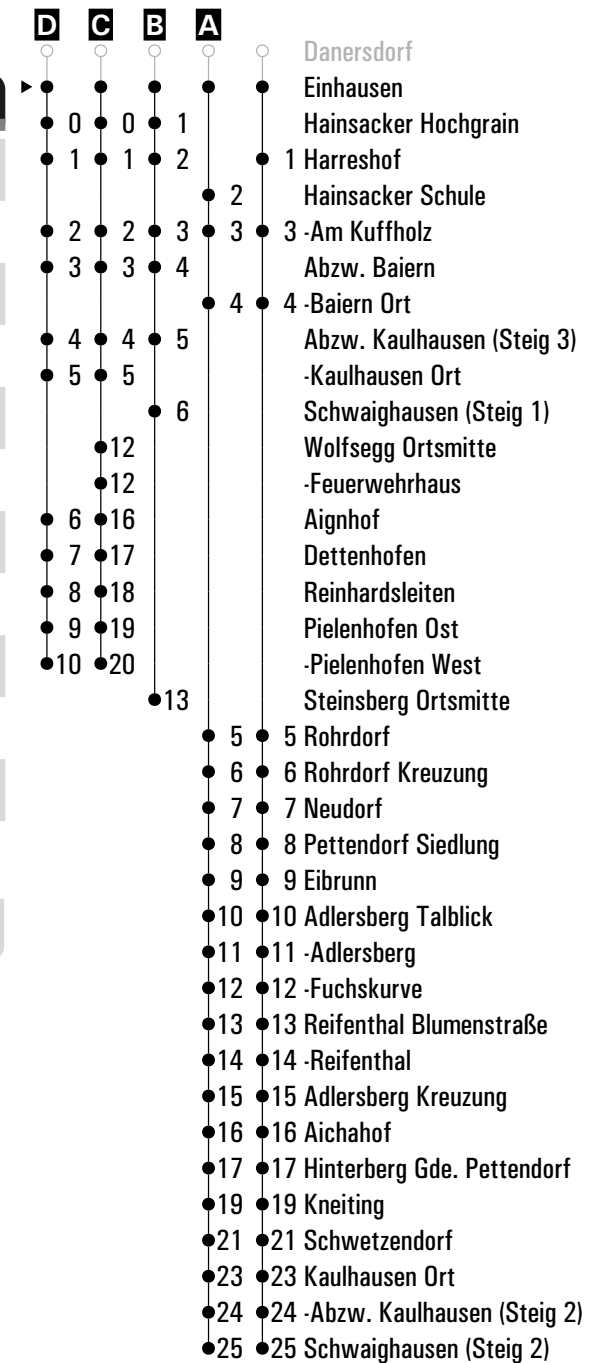 D C B A
Danersdorf
Einhausen
0 0 1 Hainsacker Hochgrain
1 1 2 1 Harreshof
2 Hainsacker Schule
2 2 3 3 3 -Am Kuffholz
3 3 4 Abzw. Baiern
4 4 -Baiern Ort
4 4 5 Abzw. Kaulhausen (Steig 3)
5 5 -Kaulhausen Ort
6 Schwaighausen (Steig 1)
12 Wolfsegg Ortsmitte
12 -Feuerwehrhaus
6 16 Aignhof
7 17 Dettenhofen
8 18 Reinhardsleiten
9 19 Pielenhofen Ost
10 20 -Pielenhofen West
13 Steinsberg Ortsmitte
5 5 Rohrdorf
6 6 Rohrdorf Kreuzung
7 7 Neudorf
8 8 Pettendorf Siedlung
9 9 Eibrunn
10 10 Adlersberg Talblick
11 11 -Adlersberg
12 12 -Fuchskurve
13 13 Reifenthal Blumenstraße
14 14 -Reifenthal
15 15 Adlersberg Kreuzung
16 16 Aichahof
17 17 Hinterberg Gde. Pettendorf
19 19 Kneiting
21 21 Schwetzendorf
23 23 Kaulhausen Ort
24 24 -Abzw. Kaulhausen (Steig 2)
25 25 Schwaighausen (Steig 2)